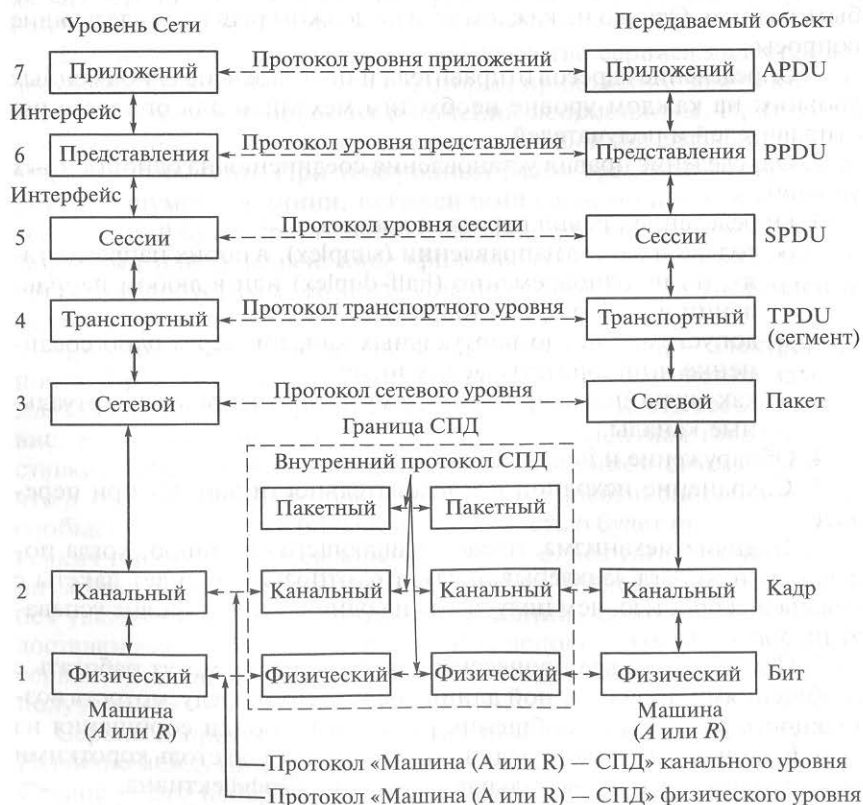 Уровень Сети Передаваемый объект
7 Приложений Протокол уровня приложений Приложений APDU
Интерфейс
6 Представления Протокол уровня представления Представления PPDU
Интерфейс
5 Сессии Протокол уровня сессии Сессии SPDU
4 Транспортный Протокол транспортного уровня Транспортный TPDU
(сегмент)
3 Сетевой Протокол сетевого уровня Сетевой Пакет
Граница СПД
Внутренний протокол СПД
Пакетный Пакетный
2 Канальный Канальный Канальный Канальный Кадр
1 Физический Физический Физический Физический Бит
Машина Машина
(A или R) (A или R)
Протокол «Машина (A или R) — СПД» канального уровня
Протокол «Машина (A или R) — СПД» физического уровня